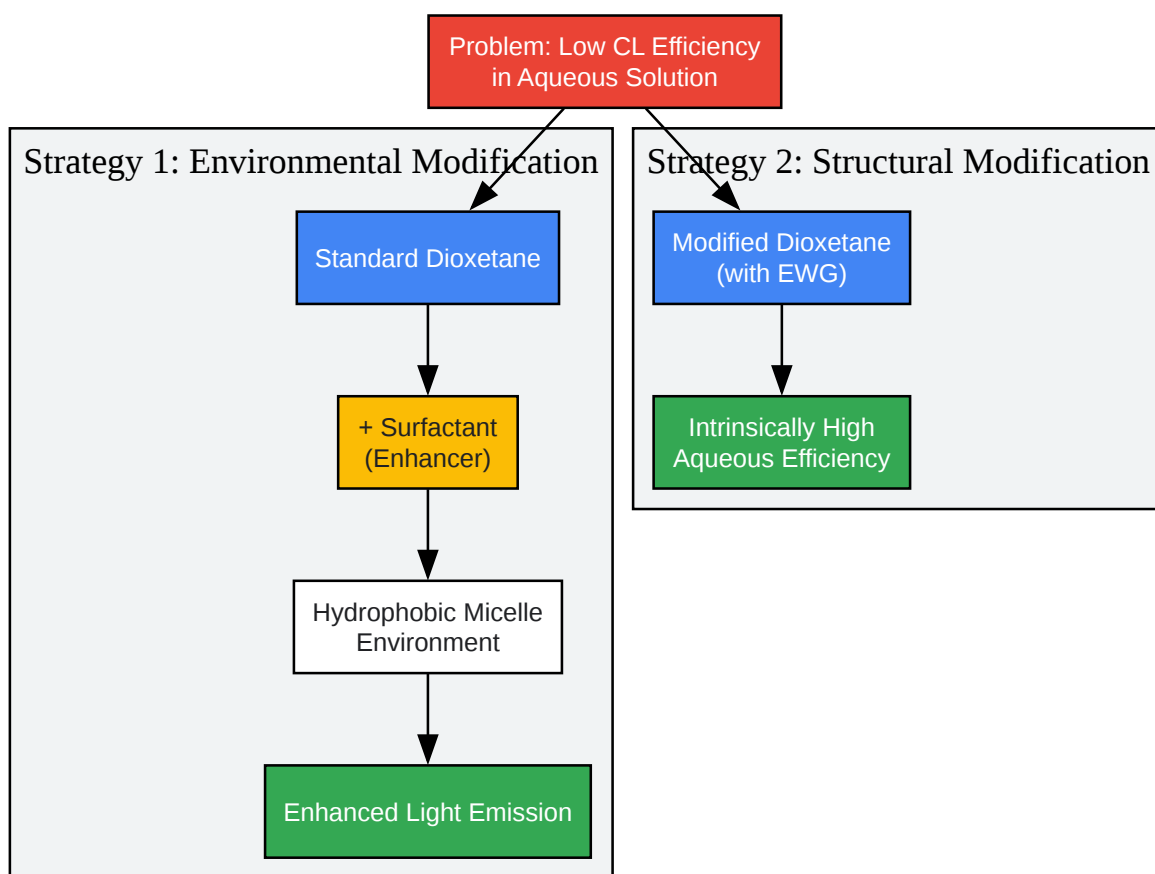 Problem: Low CL Efficiency
in Aqueous Solution
Strategy 1: Environmental Modification
Standard Dioxetane
+ Surfactant
(Enhancer)
Hydrophobic Micelle
Environment
Enhanced Light Emission
Strategy 2: Structural Modification
Modified Dioxetane
(with EWG)
Intrinsically High
Aqueous Efficiency